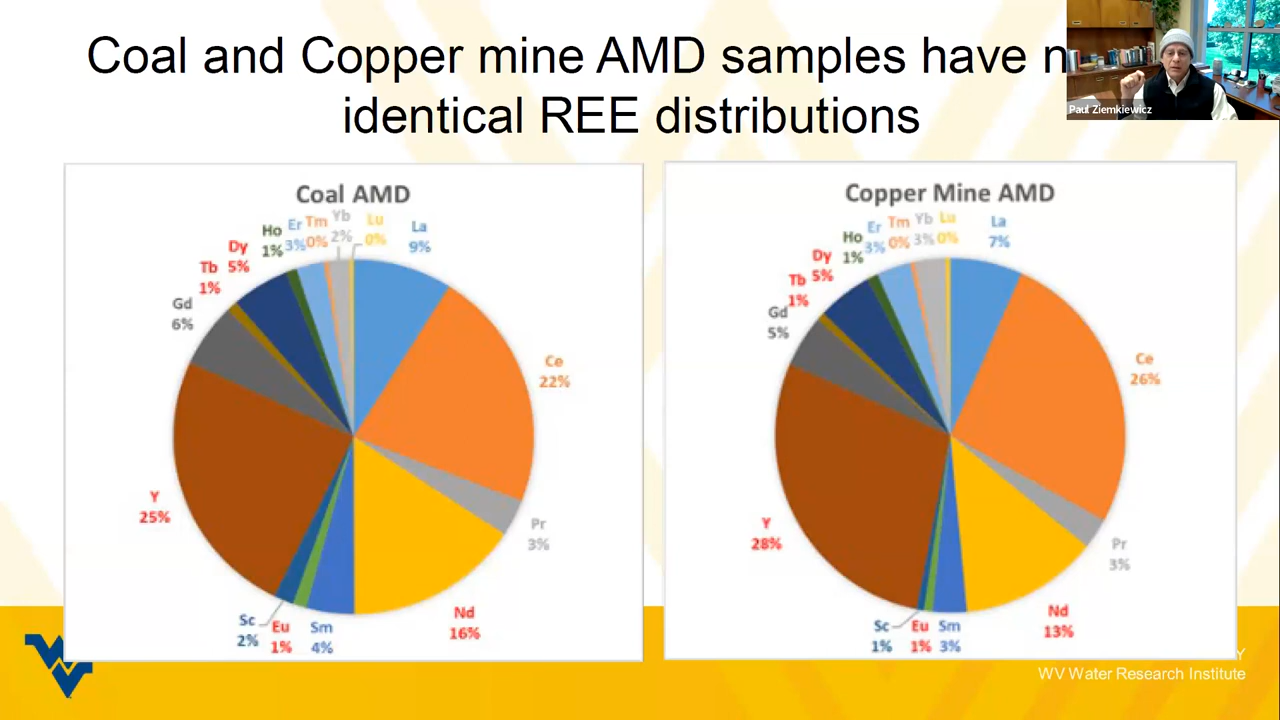 Coal and Copper mine AMD samples have n
identical REE distributions
Paul Ziemkiewicz
Coal AMD
La
9%
Ce
22%
Pr
3%
Nd
16%
Sm
4%
Eu
1%
Sc
2%
Y
25%
Gd
6%
Tb
1%
Dy
5%
Ho
1%
Er
3%
Tm
0%
Yb
2%
Lu
0%
Copper Mine AMD
La
7%
Ce
26%
Pr
3%
Nd
13%
Sm
3%
Eu
1%
Sc
1%
Y
28%
Gd
5%
Tb
1%
Dy
5%
Ho
1%
Er
3%
Tm
0%
Yb
3%
Lu
0%
Y
WV Water Research Institute